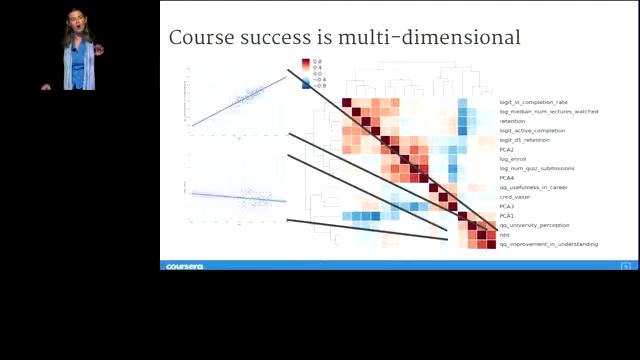 Course success is multi-dimensional
0.8
0.4
0.0
−0.4
−0.8
logit_st_completion_rate
log_median_num_lectures_watched
retention
logit_active_completion
logit_d1_retention
PCA2
log_enroll
log_num_quiz_submissions
PCA4
qq_usefulness_in_career
cred_value
PCA3
PCA1
qq_university_perception
nps
qq_improvement_in_understanding
coursera